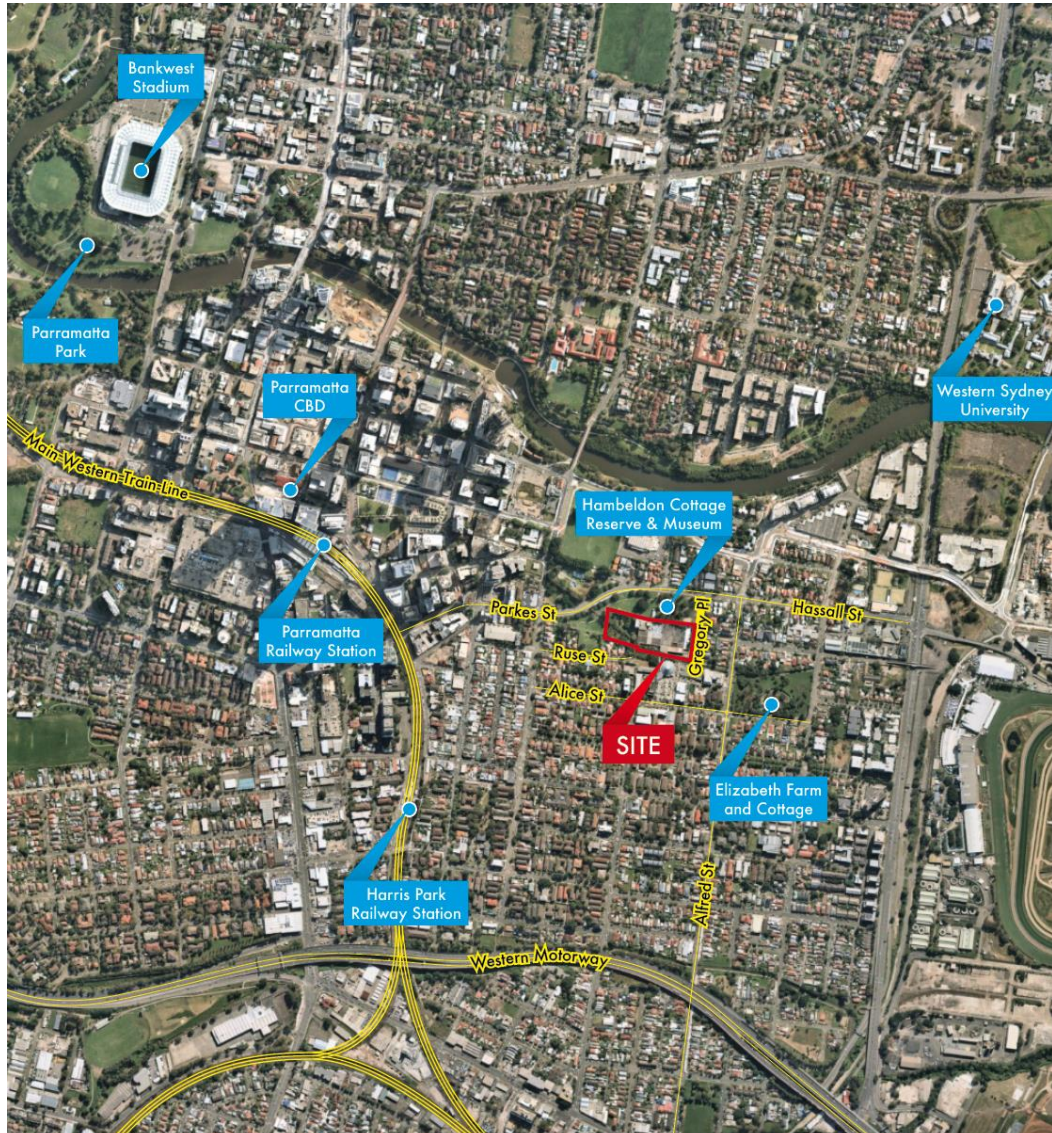 Bankwest
Stadium
Parramatta
Park
Parramatta
CBD
Western Sydney
University
Main Western Train Line
Hambeldon Cottage
Reserve & Museum
Parkes St
Hassall St
Gregory Pl
Parramatta
Railway Station
Ruse St
Alice St
SITE
Elizabeth Farm
and Cottage
Alfred St
Harris Park
Railway Station
Western Motorway